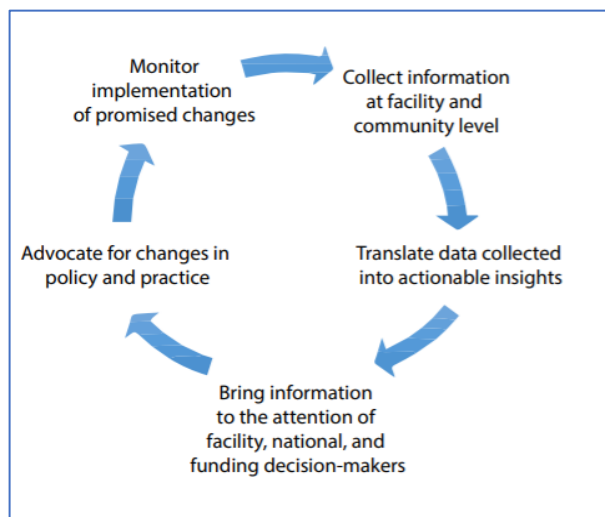 Monitor
implementation
of promised changes
Collect information
at facility and
community level
Translate data collected
into actionable insights
Bring information
to the attention of
facility, national, and
funding decision-makers
Advocate for changes in
policy and practice